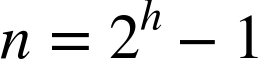 n = 2^h − 1